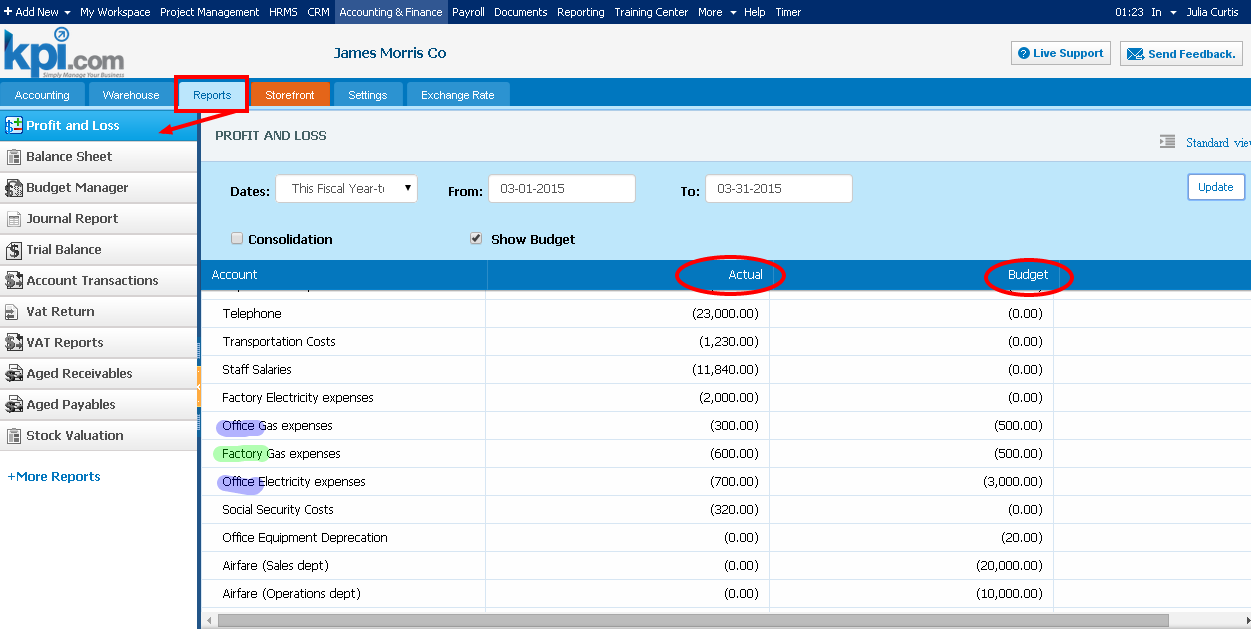 + Add New My Workspace Project Management HRMS CRM Accounting & Finance Payroll Documents Reporting Training Center More Help Timer 01:23 In Julia Curtis
kpi.com
Simply Manage Your Business
James Morris Co
? Live Support Send Feedback.
Accounting Warehouse Reports Storefront Settings Exchange Rate
Profit and Loss
Balance Sheet
Budget Manager
Journal Report
Trial Balance
Account Transactions
Vat Return
VAT Reports
Aged Receivables
Aged Payables
Stock Valuation
+More Reports
PROFIT AND LOSS
Standard view
Dates: This Fiscal Year-t From: 03-01-2015 To: 03-31-2015 Update
Consolidation Show Budget
Account Actual Budget
Telephone (23,000.00) (0.00)
Transportation Costs (1,230.00) (0.00)
Staff Salaries (11,840.00) (0.00)
Factory Electricity expenses (2,000.00) (0.00)
Office Gas expenses (300.00) (500.00)
Factory Gas expenses (600.00) (500.00)
Office Electricity expenses (700.00) (3,000.00)
Social Security Costs (320.00) (0.00)
Office Equipment Deprecation (0.00) (20.00)
Airfare (Sales dept) (0.00) (20,000.00)
Airfare (Operations dept) (0.00) (10,000.00)